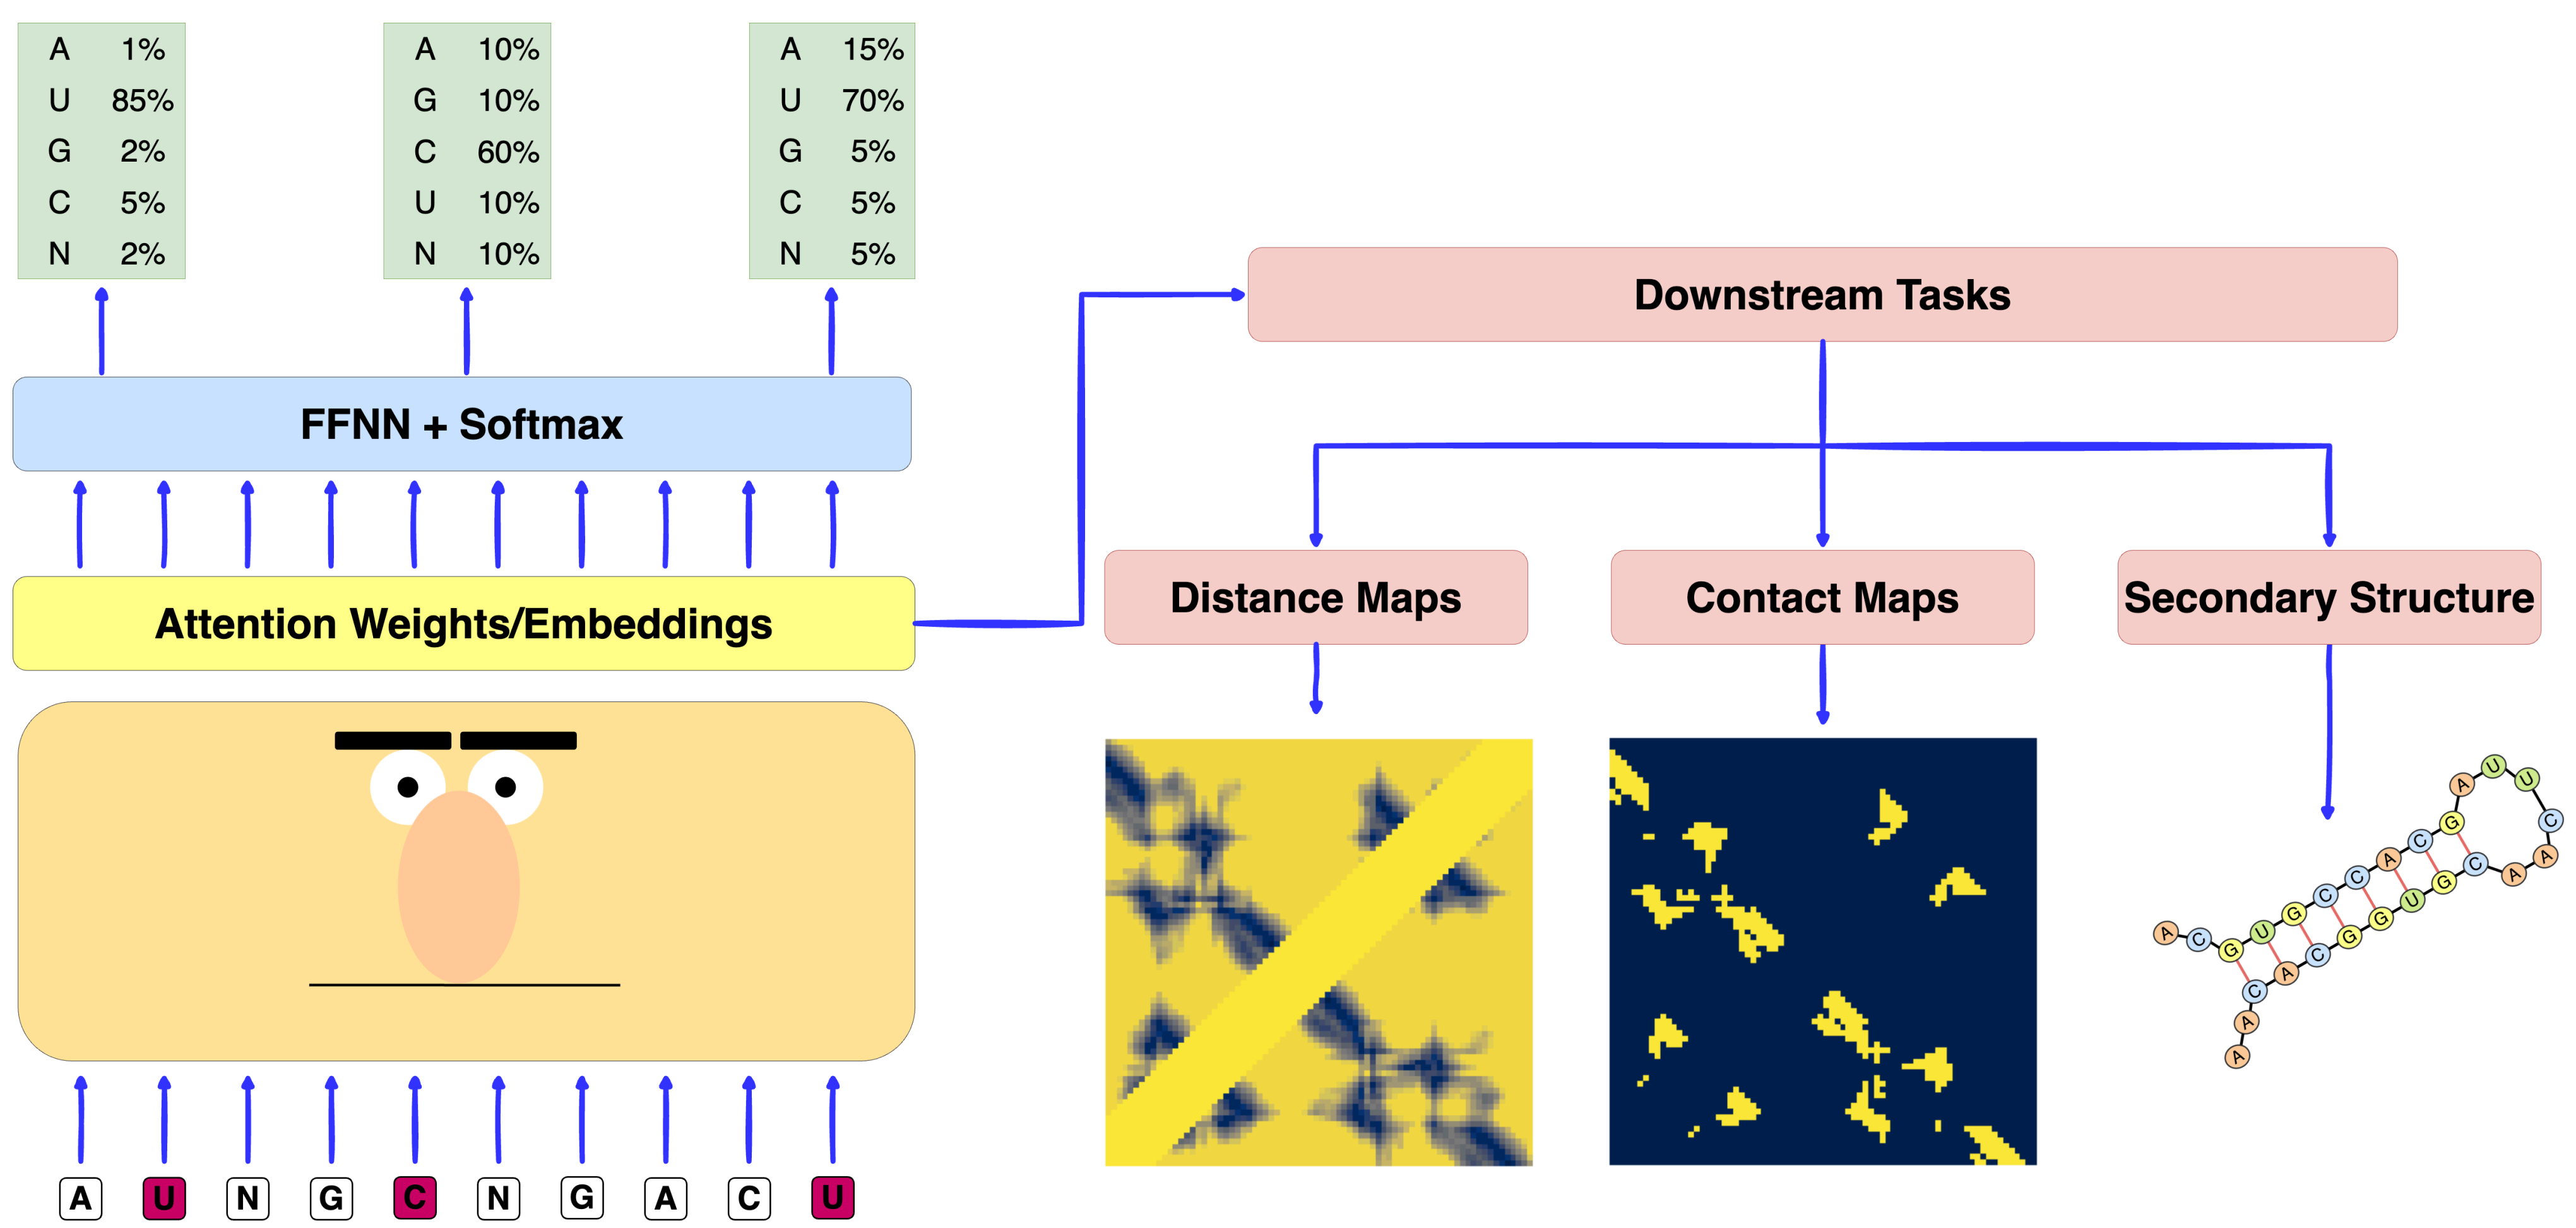 A 1%
U 85%
G 2%
C 5%
N 2%
A 10%
G 10%
C 60%
U 10%
N 10%
A 15%
U 70%
G 5%
C 5%
N 5%
FFNN + Softmax
Attention Weights/Embeddings
A U N G C N G A C U
Downstream Tasks
Distance Maps
Contact Maps
Secondary Structure
A C G U G C C A C G A U U C A A C G U G G C A C A A